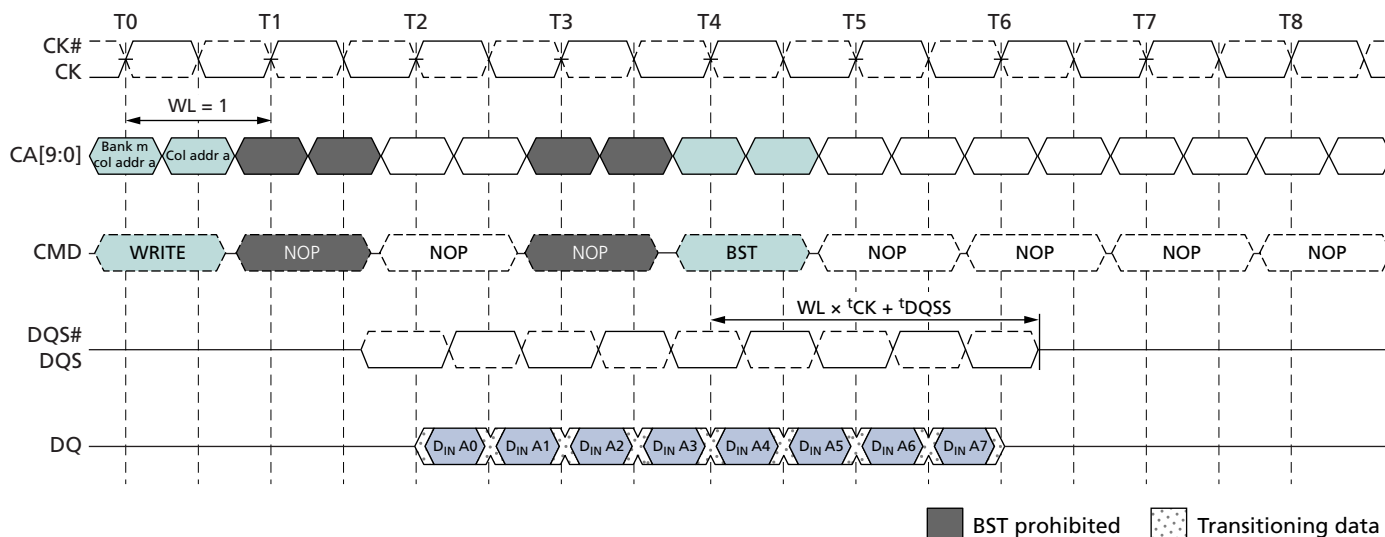 T0 T1 T2 T3 T4 T5 T6 T7 T8
CK#
CK
WL = 1
CA[9:0] Bank m col addr a Col addr a
CMD WRITE NOP NOP NOP BST NOP NOP NOP NOP
WL × tCK + tDQSS
DQS#
DQS
DQ DIN A0 DIN A1 DIN A2 DIN A3 DIN A4 DIN A5 DIN A6 DIN A7
BST prohibited Transitioning data